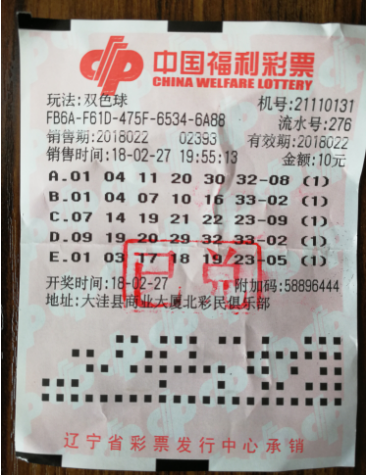 中国福利彩票
CHINA WELFARE LOTTERY
玩法:双色球 机号:21110131
FB6A-F61D-475F-6534-6A88 流水号:276
销售期:2018022 02393 有效期:2018022
销售时间:18-02-27 19:55:13 金额:10元
A.01 04 11 20 30 32-08 (1)
B.01 04 07 10 16 33-02 (1)
C.07 14 19 21 22 23-09 (1)
D.09 19 20 29 32 33-02 (1)
E.01 03 17 18 19 23-05 (1)
已兑
开奖时间:18-02-27 附加码:58896444
地址:大洼县商业大厦北彩民俱乐部
辽宁省彩票发行中心承销